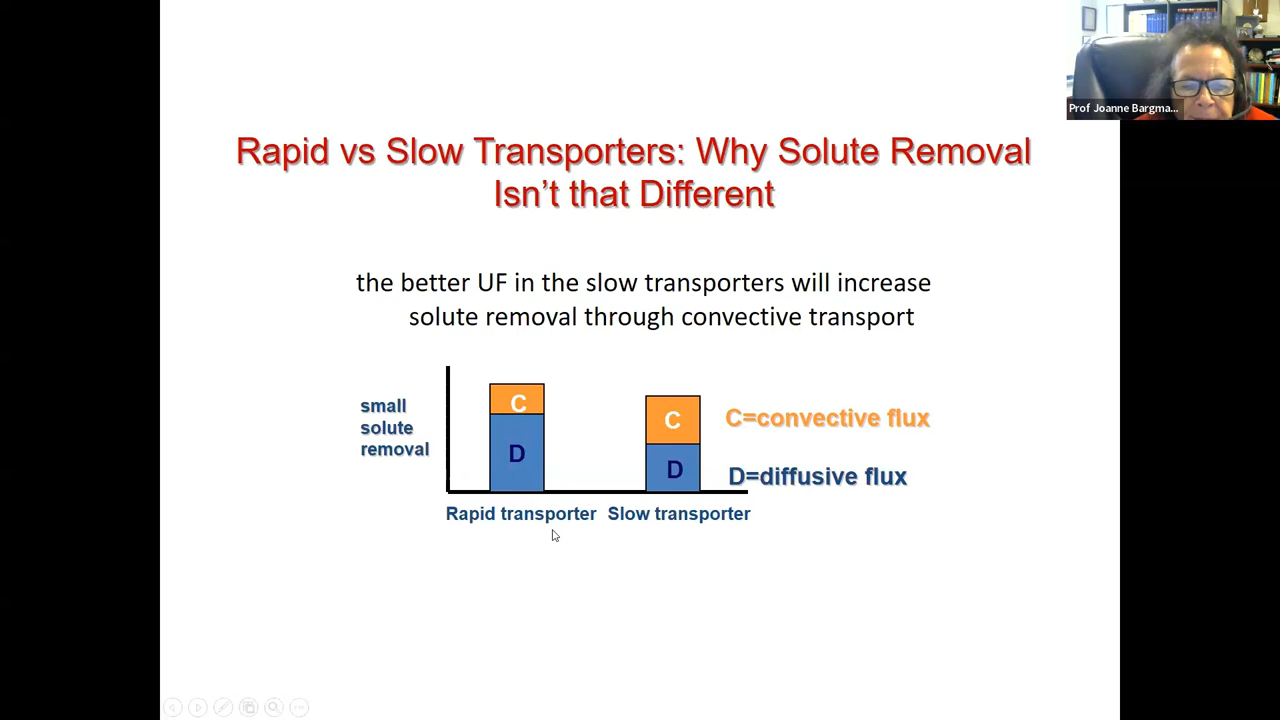 Prof Joanne Bargma...
Rapid vs Slow Transporters: Why Solute Removal
Isn’t that Different
the better UF in the slow transporters will increase
solute removal through convective transport
small
solute
removal
C
D
C
D
C=convective flux
D=diffusive flux
Rapid transporter
Slow transporter